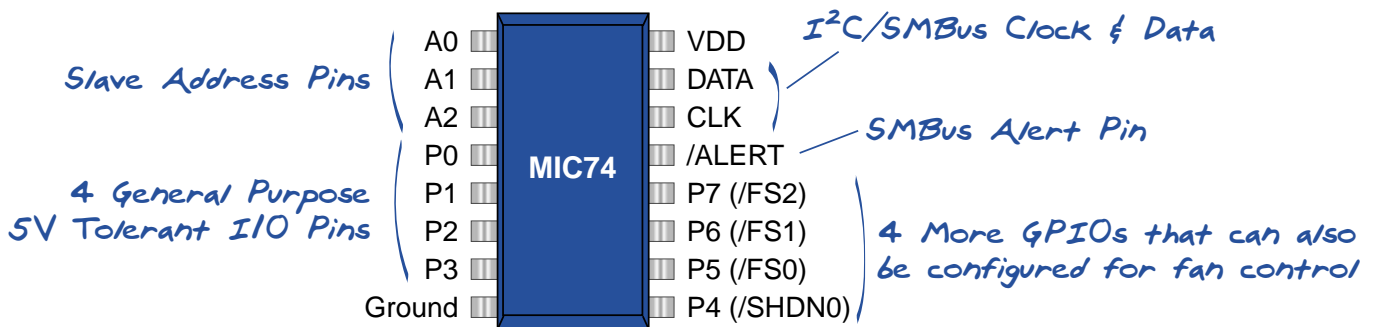 A0
A1
A2
P0
P1
P2
P3
Ground
Slave Address Pins
4 General Purpose
5V Tolerant I/O Pins
MIC74
VDD
DATA
CLK
/ALERT
P7 (/FS2)
P6 (/FS1)
P5 (/FS0)
P4 (/SHDN0)
I²C/SMBus Clock & Data
SMBus Alert Pin
4 More GPIOs that can also
be configured for fan control